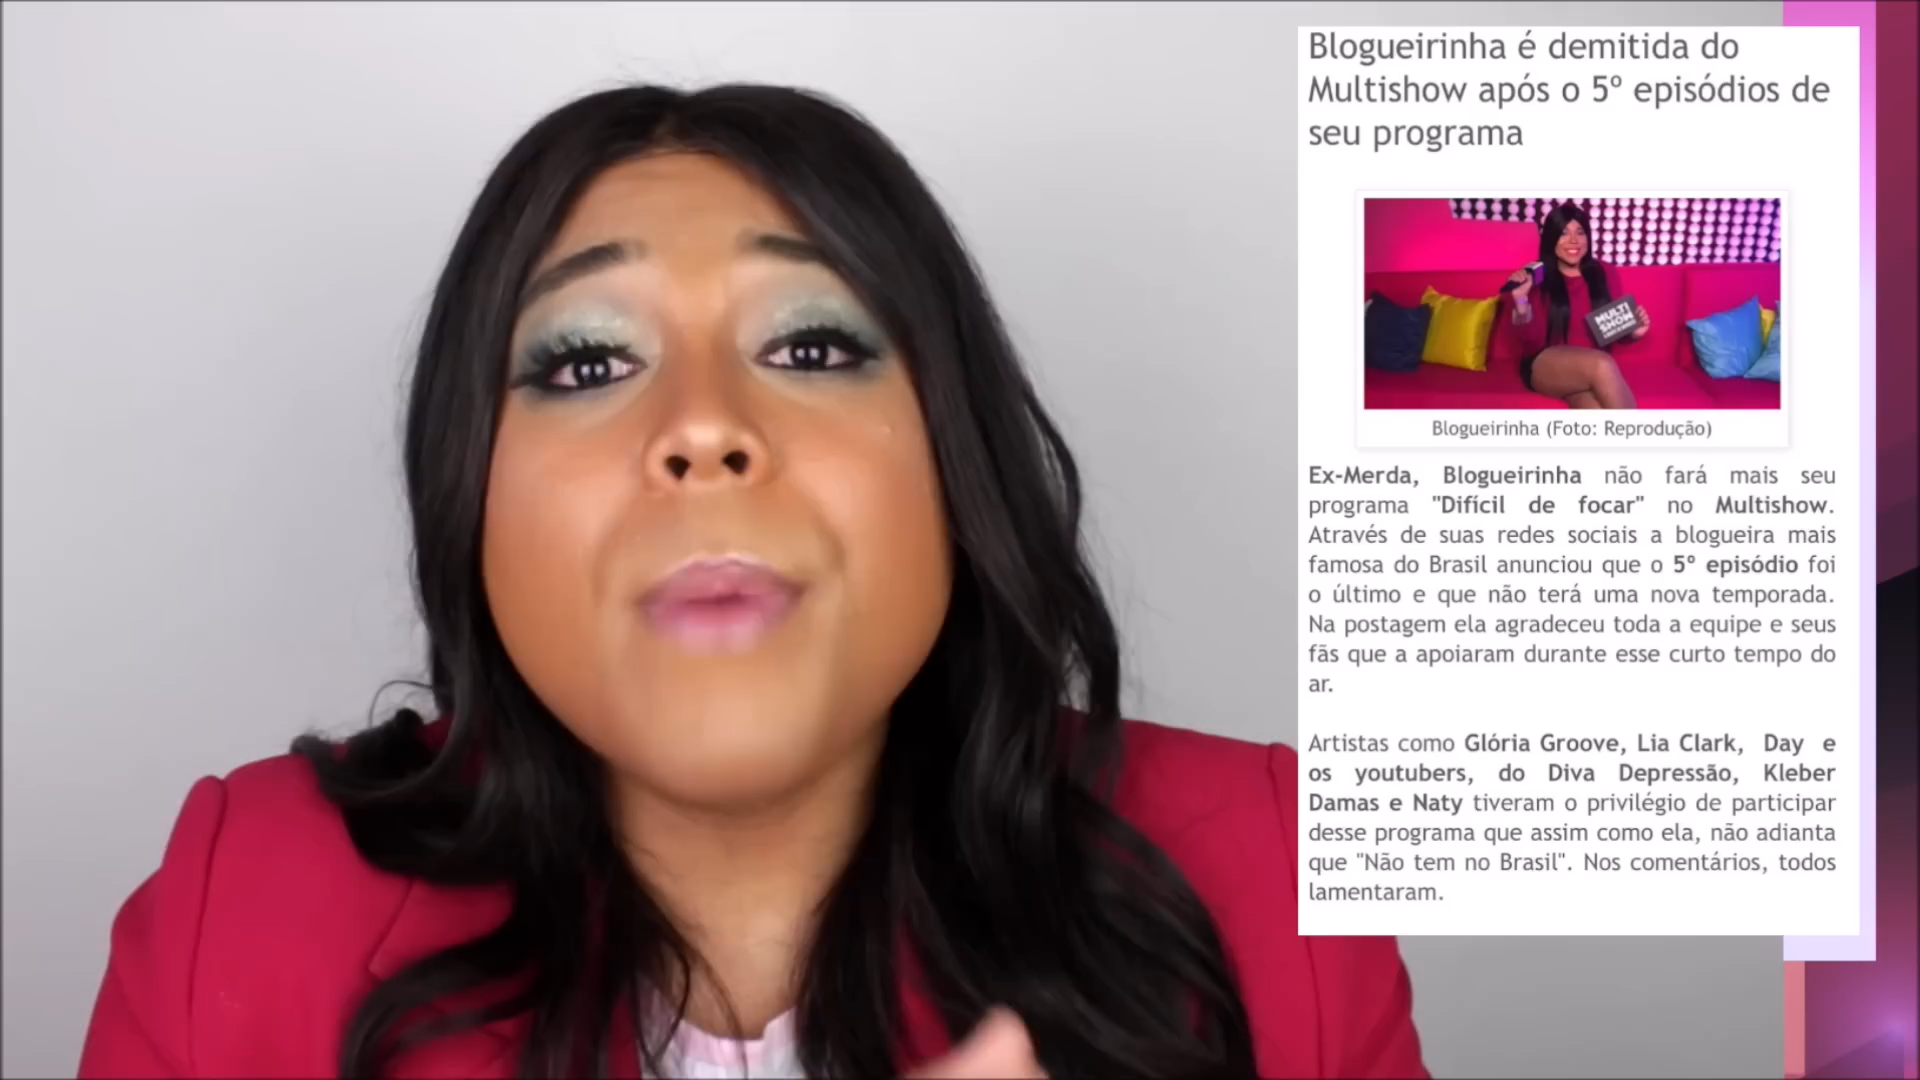 Blogueirinha é demitida do
Multishow após o 5º episódios de
seu programa
MULTI
SHOW
Blogueirinha (Foto: Reprodução)
Ex-Merda, Blogueirinha não fará mais seu
programa "Difícil de focar" no Multishow.
Através de suas redes sociais a blogueira mais
famosa do Brasil anunciou que o 5º episódio foi
o último e que não terá uma nova temporada.
Na postagem ela agradeceu toda a equipe e seus
fãs que a apoiaram durante esse curto tempo do
ar.
Artistas como Glória Groove, Lia Clark, Day e
os youtubers, do Diva Depressão, Kleber
Damas e Naty tiveram o privilégio de participar
desse programa que assim como ela, não adianta
que "Não tem no Brasil". Nos comentários, todos
lamentaram.